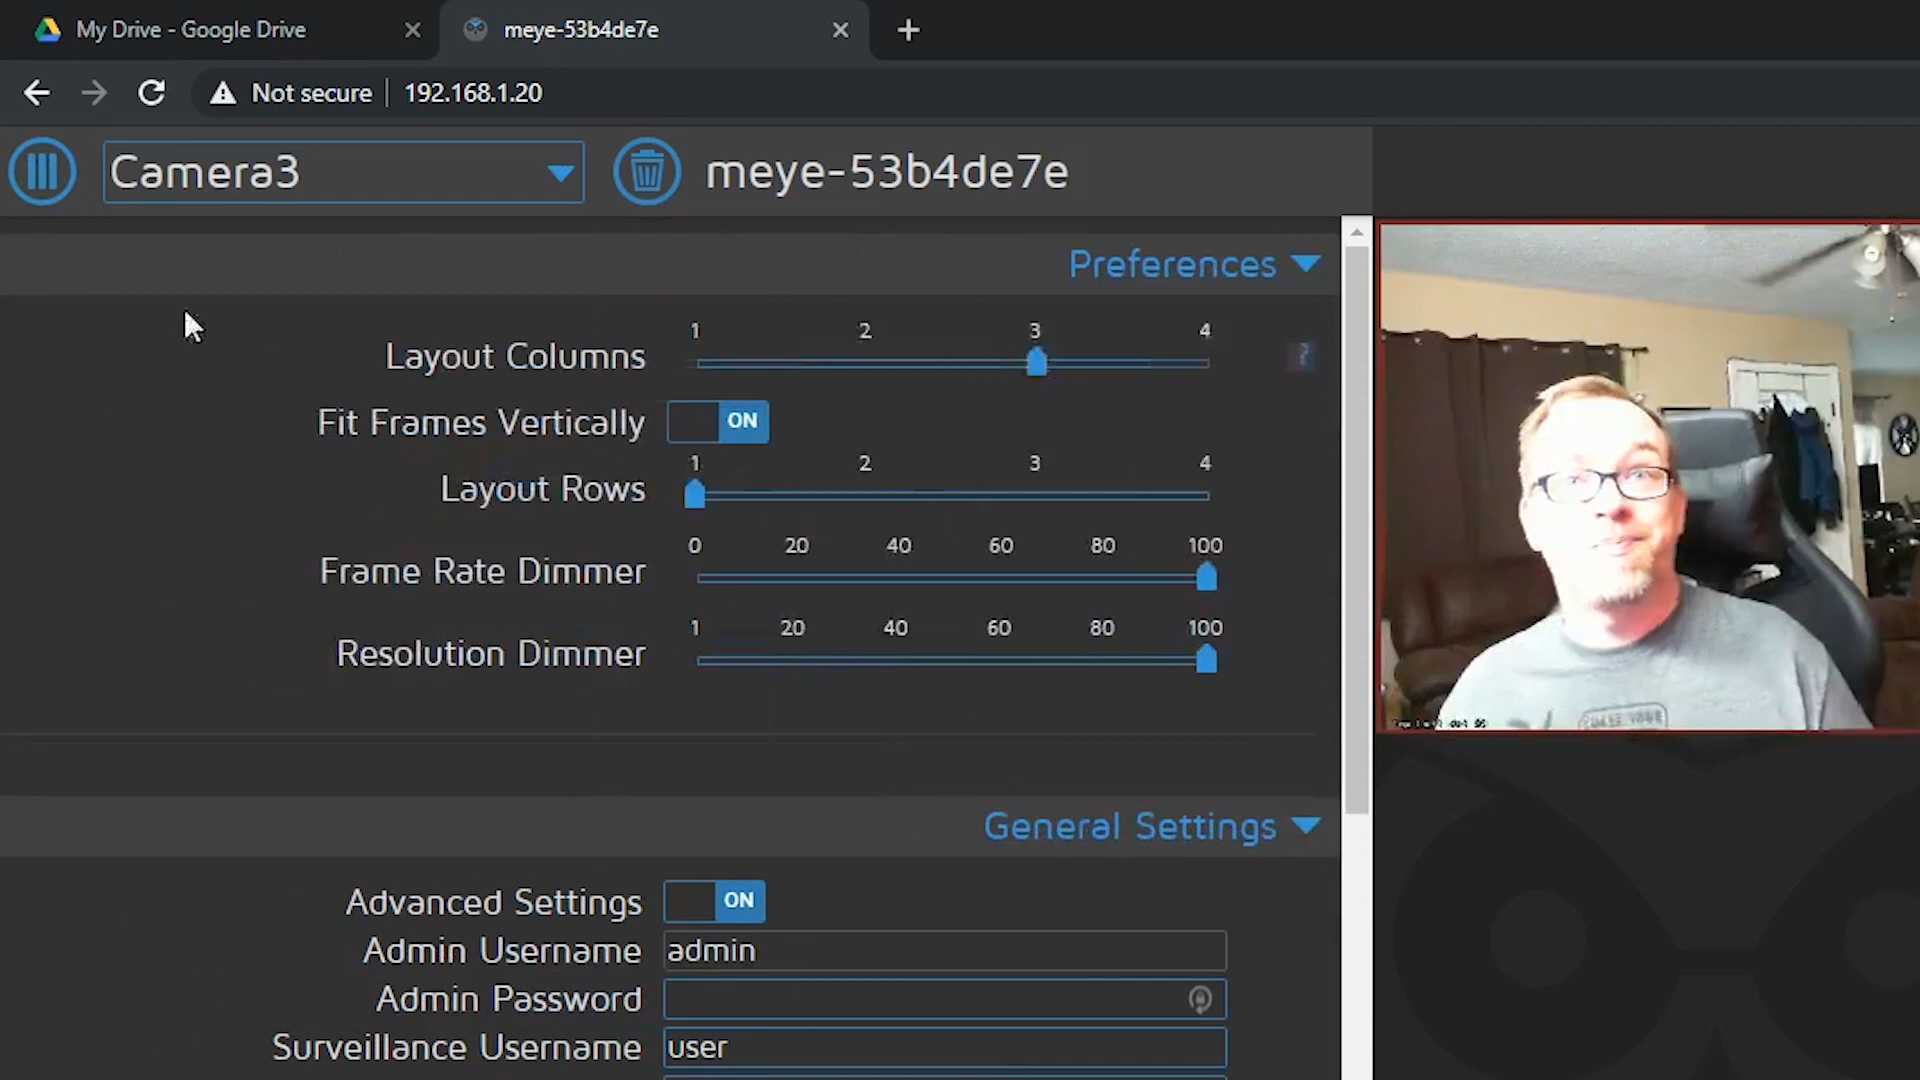 My Drive - Google Drive
meye-53b4de7e
Not secure
192.168.1.20
Camera3
meye-53b4de7e
Preferences
1 2 3 4
Layout Columns
?
Fit Frames Vertically
ON
1 2 3 4
Layout Rows
0 20 40 60 80 100
Frame Rate Dimmer
1 20 40 60 80 100
Resolution Dimmer
General Settings
Advanced Settings
ON
Admin Username
admin
Admin Password
Surveillance Username
user